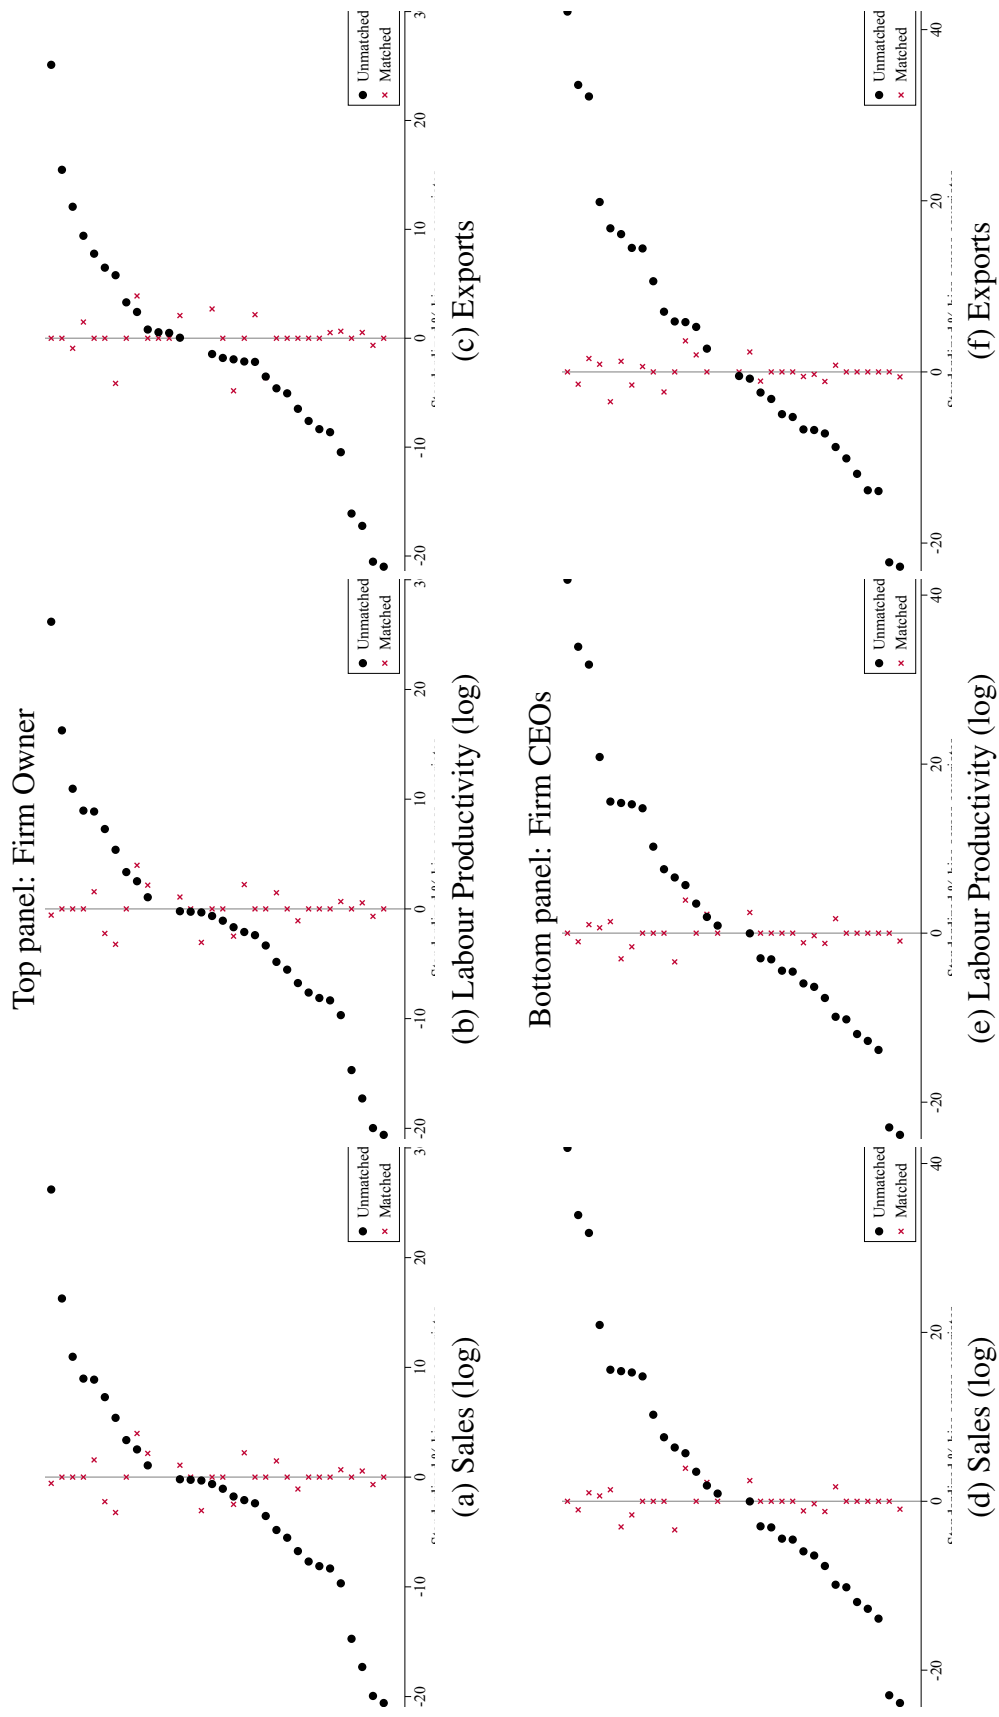 Top panel: Firm Owner
Unmatched
Matched
-20 -10 0 10 20 3
(a) Sales (log)
Unmatched
Matched
-20 -10 0 10 20 3
(b) Labour Productivity (log)
Unmatched
Matched
-20 -10 0 10 20 3
(c) Exports
Bottom panel: Firm CEOs
Unmatched
Matched
-20 0 20 40
(d) Sales (log)
Unmatched
Matched
-20 0 20 40
(e) Labour Productivity (log)
Unmatched
Matched
-20 0 20 40
(f) Exports